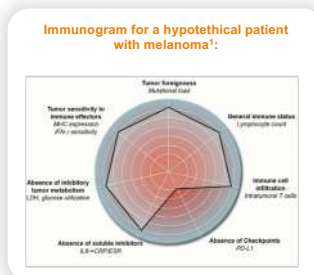 Immunogram for a hypotethical patient
with melanoma¹:
Tumor foreignness
Mutational load
General immune status
Lymphocyte count
Immune cell
infiltration
Intratumoral T cells
Absence of Checkpoints
PD-L1
Absence of soluble inhibitors
IL6->CRP/ESR
Absence of inhibitory
tumor metabolism
LDH, glucose utilization
Tumor sensitivity to
immune effectors
MHC expression
IFN-γ sensitivity